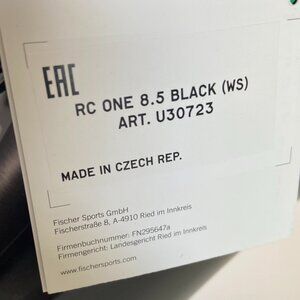 EAC
RC ONE 8.5 BLACK (WS)
ART. U30723
MADE IN CZECH REP.
Fischer Sports GmbH
Fischerstraße 8, A-4910 Ried im Innkreis
Firmenbuchnummer: FN295647a
Firmengericht: Landesgericht Ried im Innkreis
www.fischersports.com